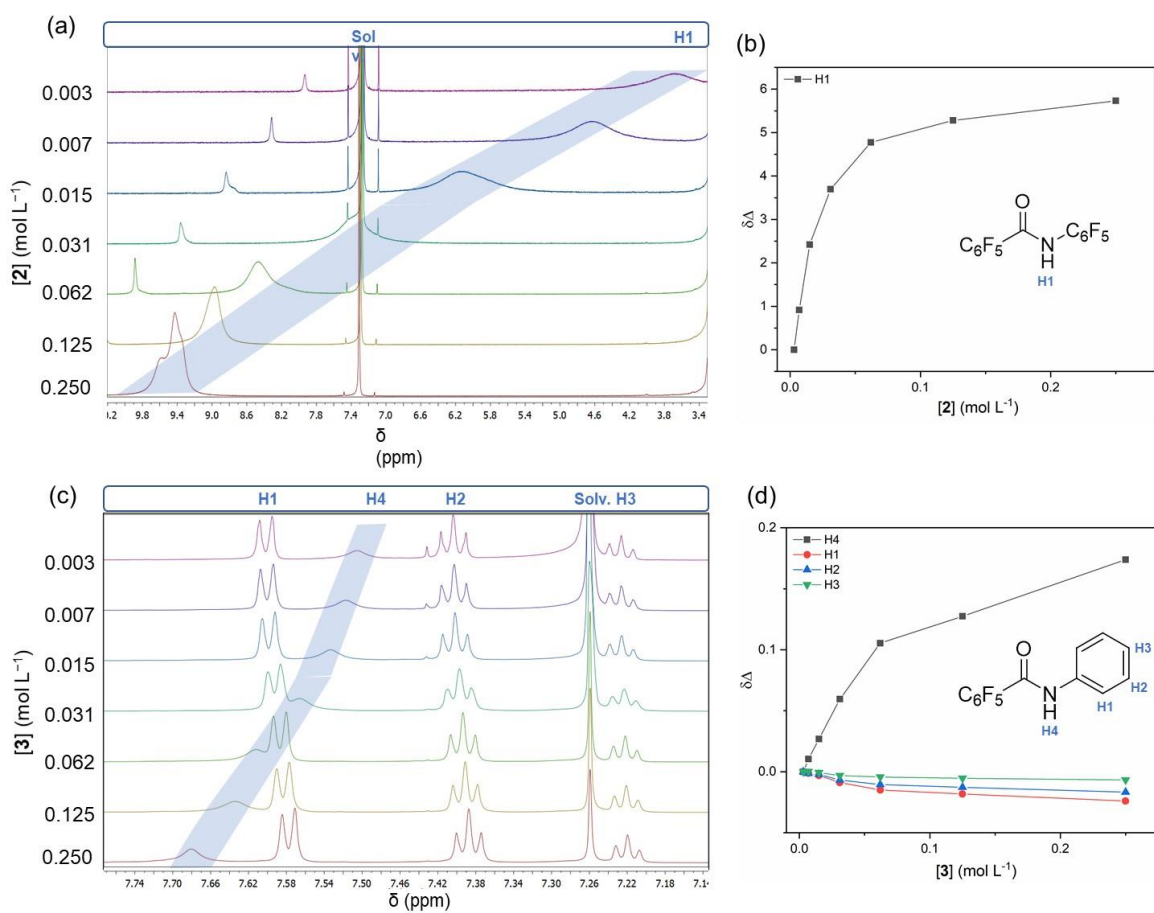 (a)
Sol
v
H1
0.003
0.007
0.015
0.031
0.062
0.125
0.250
[2] (mol L⁻¹)
0.2 9.8 9.4 9.0 8.6 8.2 7.8 7.4 7.0 6.6 6.2 5.8 5.4 5.0 4.6 4.2 3.8 3.4
δ
(ppm)
(b)
H1
6
5
4
3
2
1
0
δΔ
O
C6F5
N
C6F5
H
H1
0.0 0.1 0.2
[2] (mol L⁻¹)
(c)
H1 H4 H2 Solv. H3
0.003
0.007
0.015
0.031
0.062
0.125
0.250
[3] (mol L⁻¹)
7.74 7.70 7.66 7.62 7.58 7.54 7.50 7.46 7.42 7.38 7.34 7.30 7.26 7.22 7.18 7.14
δ (ppm)
(d)
H4
H1
H2
H3
0.2
0.1
0.0
δΔ
O
C6F5
N
H
H3
H2
H1
H4
0.0 0.1 0.2
[3] (mol L⁻¹)